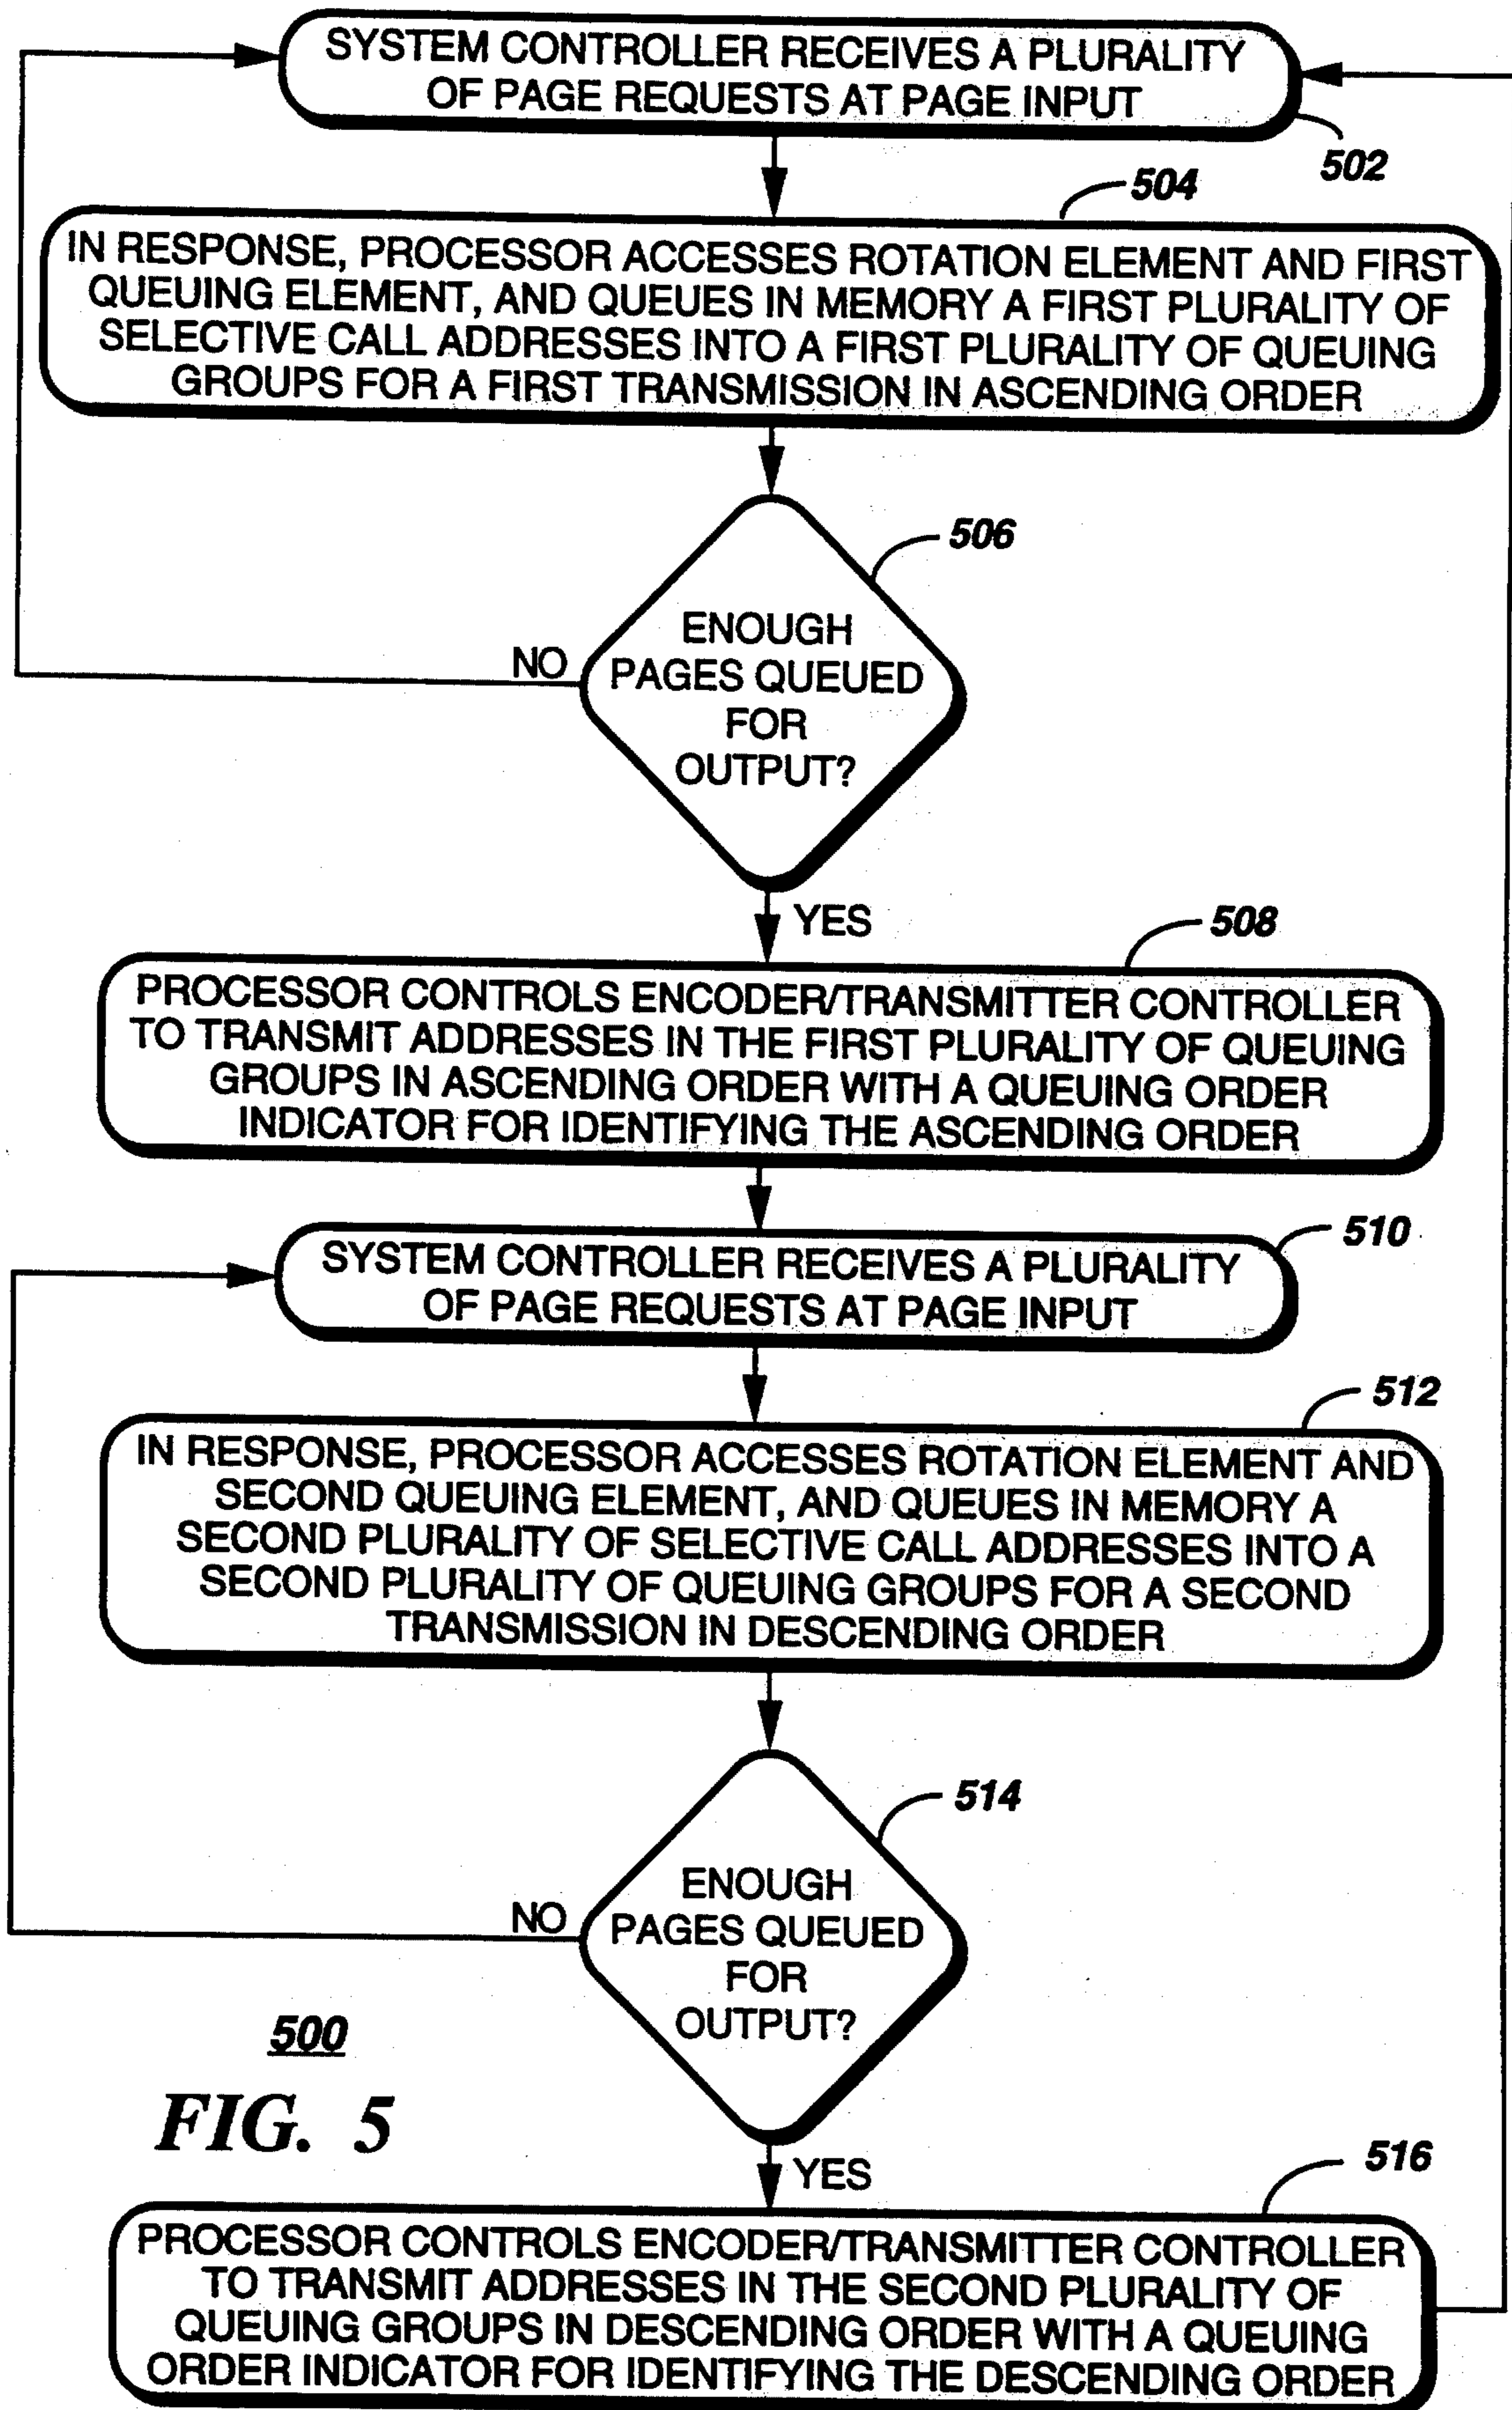 SYSTEM CONTROLLER RECEIVES A PLURALITY
OF PAGE REQUESTS AT PAGE INPUT
502
504
IN RESPONSE, PROCESSOR ACCESSES ROTATION ELEMENT AND FIRST
QUEUING ELEMENT, AND QUEUES IN MEMORY A FIRST PLURALITY OF
SELECTIVE CALL ADDRESSES INTO A FIRST PLURALITY OF QUEUING
GROUPS FOR A FIRST TRANSMISSION IN ASCENDING ORDER
506
ENOUGH
PAGES QUEUED
FOR
OUTPUT?
NO
YES
508
PROCESSOR CONTROLS ENCODER/TRANSMITTER CONTROLLER
TO TRANSMIT ADDRESSES IN THE FIRST PLURALITY OF QUEUING
GROUPS IN ASCENDING ORDER WITH A QUEUING ORDER
INDICATOR FOR IDENTIFYING THE ASCENDING ORDER
510
SYSTEM CONTROLLER RECEIVES A PLURALITY
OF PAGE REQUESTS AT PAGE INPUT
512
IN RESPONSE, PROCESSOR ACCESSES ROTATION ELEMENT AND
SECOND QUEUING ELEMENT, AND QUEUES IN MEMORY A
SECOND PLURALITY OF SELECTIVE CALL ADDRESSES INTO A
SECOND PLURALITY OF QUEUING GROUPS FOR A SECOND
TRANSMISSION IN DESCENDING ORDER
514
ENOUGH
PAGES QUEUED
FOR
OUTPUT?
NO
YES
500
FIG. 5
516
PROCESSOR CONTROLS ENCODER/TRANSMITTER CONTROLLER
TO TRANSMIT ADDRESSES IN THE SECOND PLURALITY OF
QUEUING GROUPS IN DESCENDING ORDER WITH A QUEUING
ORDER INDICATOR FOR IDENTIFYING THE DESCENDING ORDER